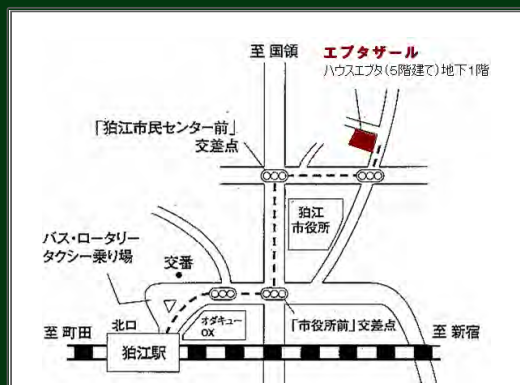 至 国領
エプタザール
ハウスエプタ(5階建て)地下1階
「狛江市民センター前」
交差点
狛江
市役所
バス・ロータリー
タクシー乗り場
交番
オダキュー
OX
「市役所前」交差点
至 町田
北口
至 新宿
狛江駅